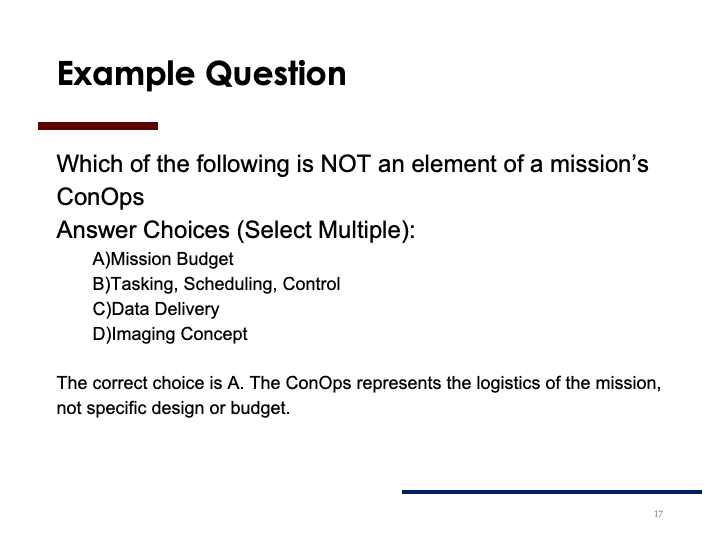 Example Question
Which of the following is NOT an element of a mission’s
ConOps
Answer Choices (Select Multiple):
A)Mission Budget
B)Tasking, Scheduling, Control
C)Data Delivery
D)Imaging Concept
The correct choice is A. The ConOps represents the logistics of the mission,
not specific design or budget.
17